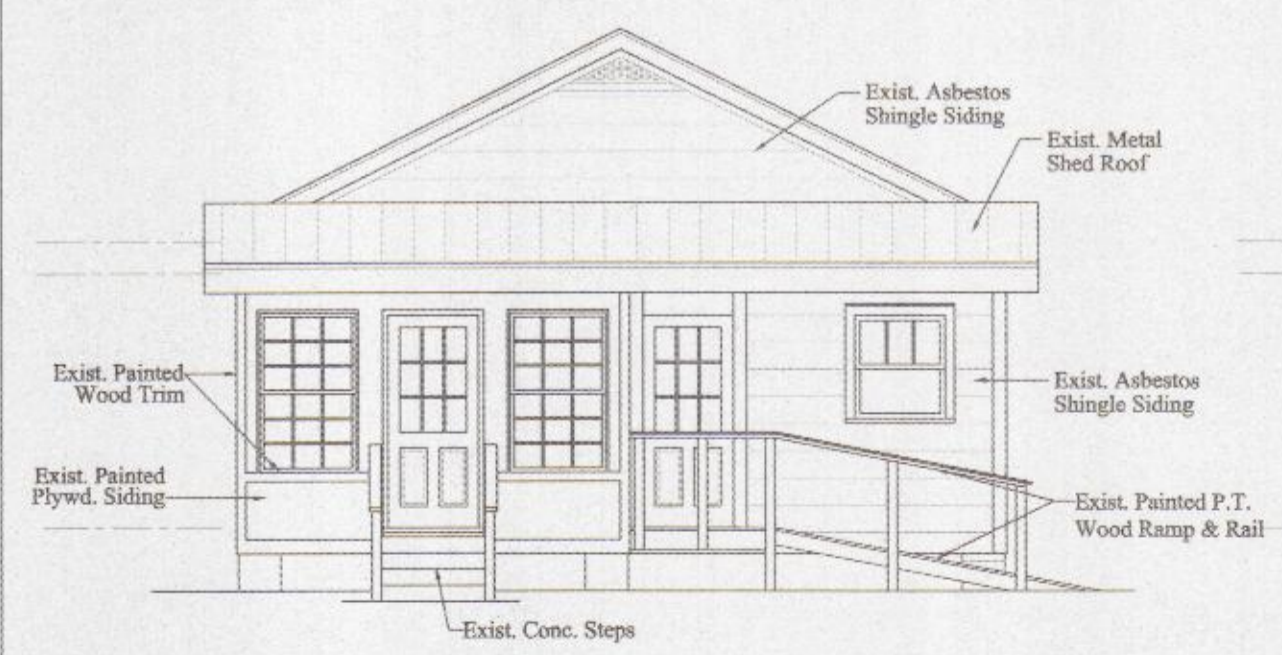 Exist. Asbestos
Shingle Siding
Exist. Metal
Shed Roof
Exist. Painted
Wood Trim
Exist. Asbestos
Shingle Siding
Exist. Painted
Plywd. Siding
Exist. Painted P.T.
Wood Ramp & Rail
Exist. Conc. Steps